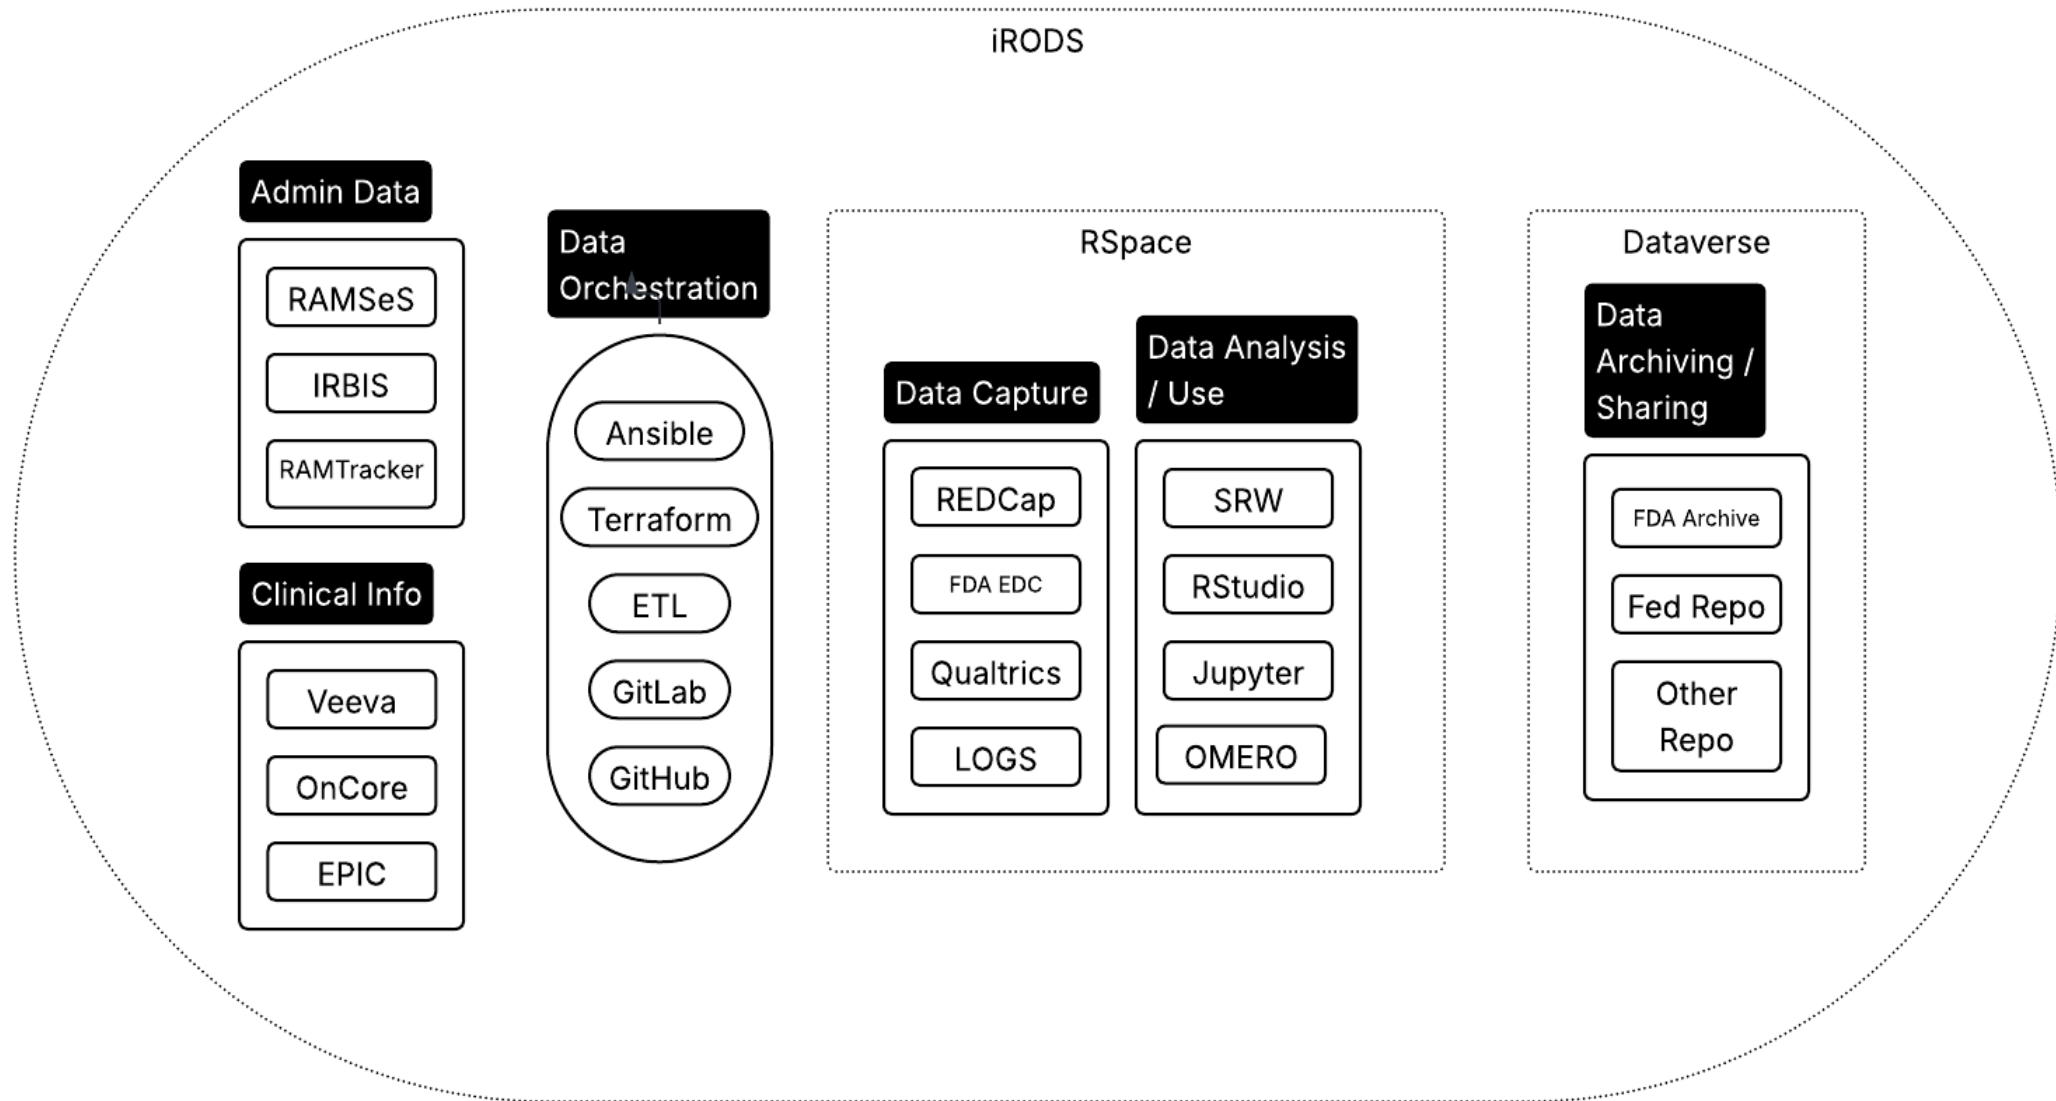 iRODS
Admin Data
RAMSeS
IRBIS
RAMTracker
Clinical Info
Veeva
OnCore
EPIC
Data
Orchestration
Ansible
Terraform
ETL
GitLab
GitHub
RSpace
Data Capture
REDCap
FDA EDC
Qualtrics
LOGS
Data Analysis
/ Use
SRW
RStudio
Jupyter
OMERO
Dataverse
Data
Archiving /
Sharing
FDA Archive
Fed Repo
Other
Repo